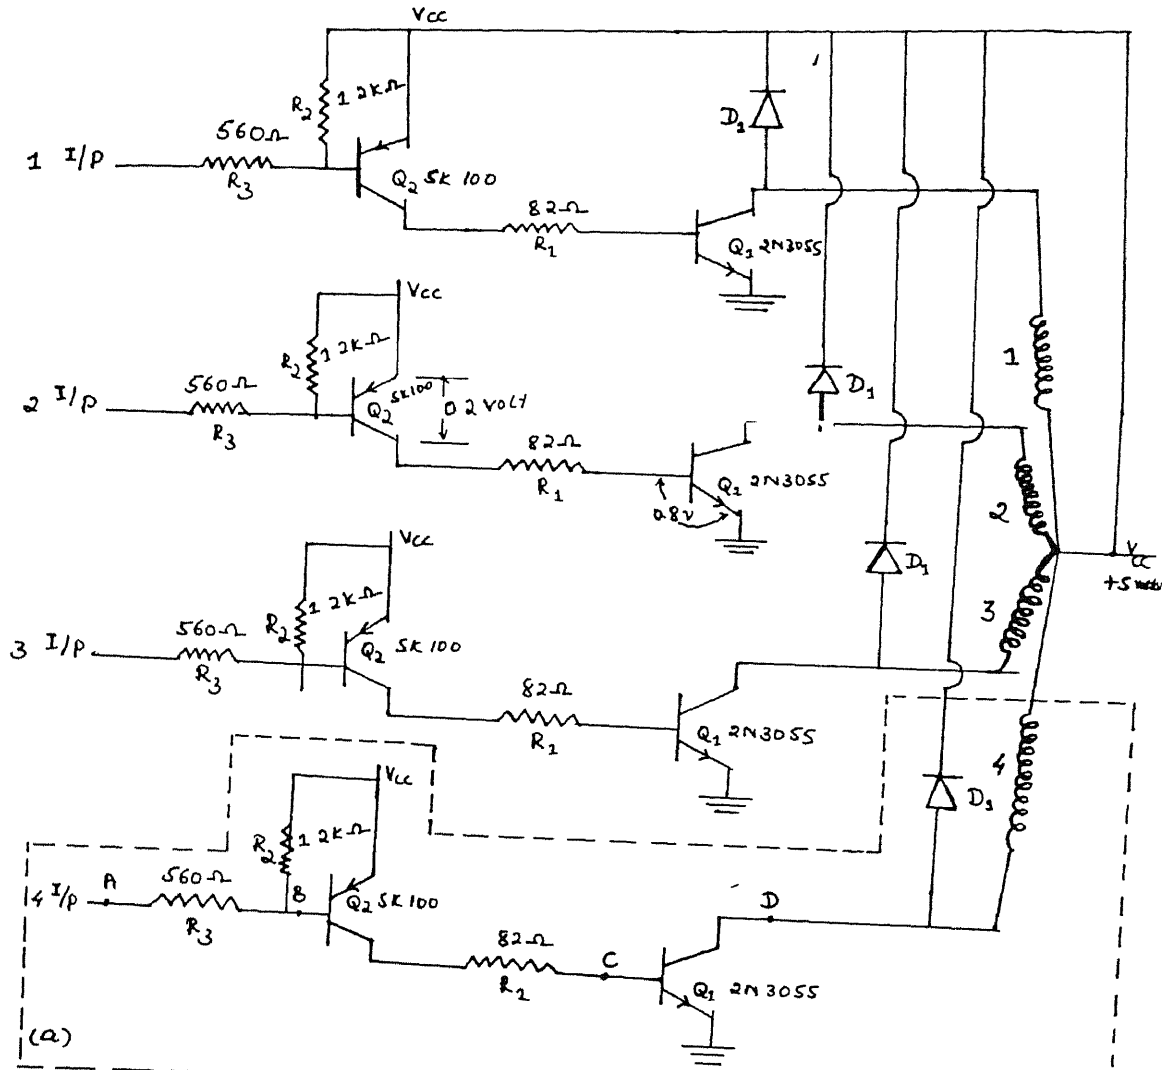 Vcc
R2 1 2KΩ
560Ω
1 I/P
R3
Q2 SK 100
82Ω
R1
D1
Q1 2N3055
Vcc
R2 1 2KΩ
560Ω
2 I/P
R3
Q2 SK100
0 2 VOLT
82Ω
R1
D1
Q1 2N3055
0.8V
1
2
Vcc
3
Vcc
R2 1 2KΩ
560Ω
3 I/P
R3
Q2 SK 100
82Ω
R1
D1
Q1 2N3055
4
Vcc
R2 1 2KΩ
560Ω
4 I/P A
R3
B
Q2 SK 100
82Ω
R1
C
D
D1
Q1 2N3055
(a)